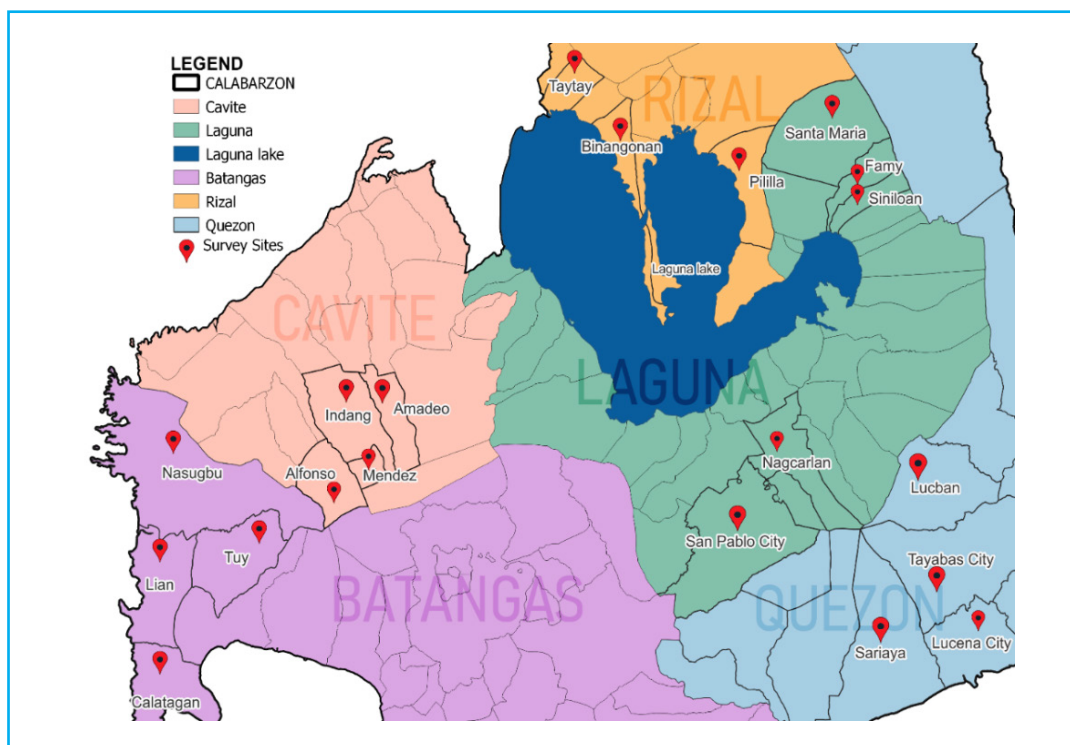 LEGEND
CALABARZON
Cavite
Laguna
Laguna lake
Batangas
Rizal
Quezon
Survey Sites
RIZAL
Taytay
Binangonan
Pililla
Santa Maria
Famy
Siniloan
Laguna lake
CAVITE
Indang
Amadeo
Alfonso
Mendez
LAGUNA
Nagcarlan
San Pablo City
Nasugbu
Tuy
Lian
Calatagan
BATANGAS
Lucban
Tayabas City
QUEZON
Lucena City
Sariaya